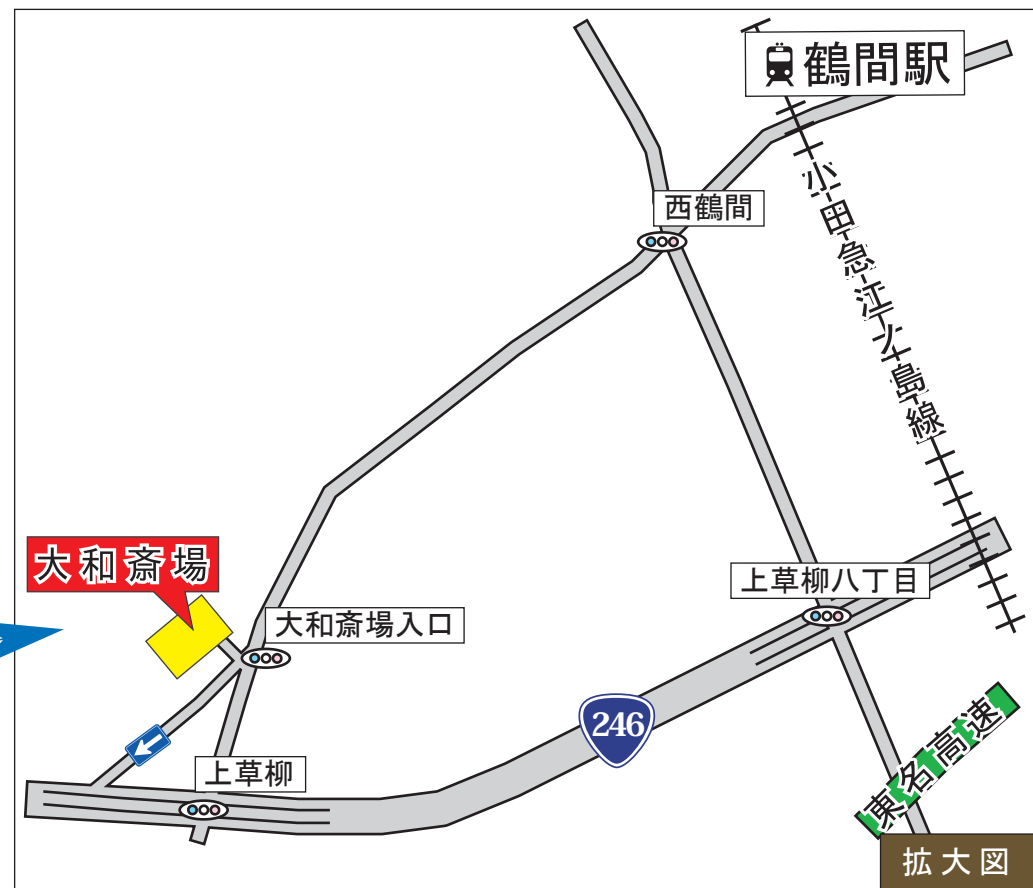 鶴間駅
西鶴間
小田急江ノ島線
大和斎場
大和斎場入口
上草柳八丁目
246
上草柳
東名高速
拡大図